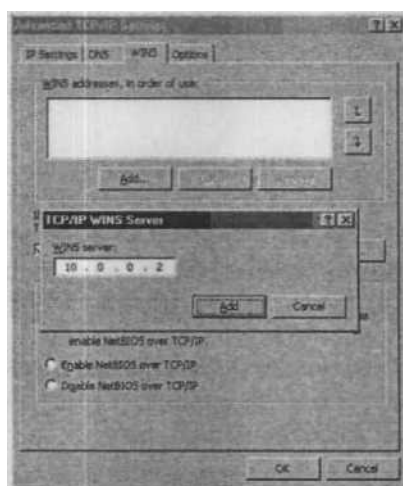 Advanced TCP/IP Settings
IP Settings DNS WINS Options
WINS addresses, in order of use:
Add...
TCP/IP WINS Server
WINS server:
10 . 0 . 0 . 2
Add Cancel
enable NetBIOS over TCP/IP.
Enable NetBIOS over TCP/IP
Disable NetBIOS over TCP/IP
OK Cancel